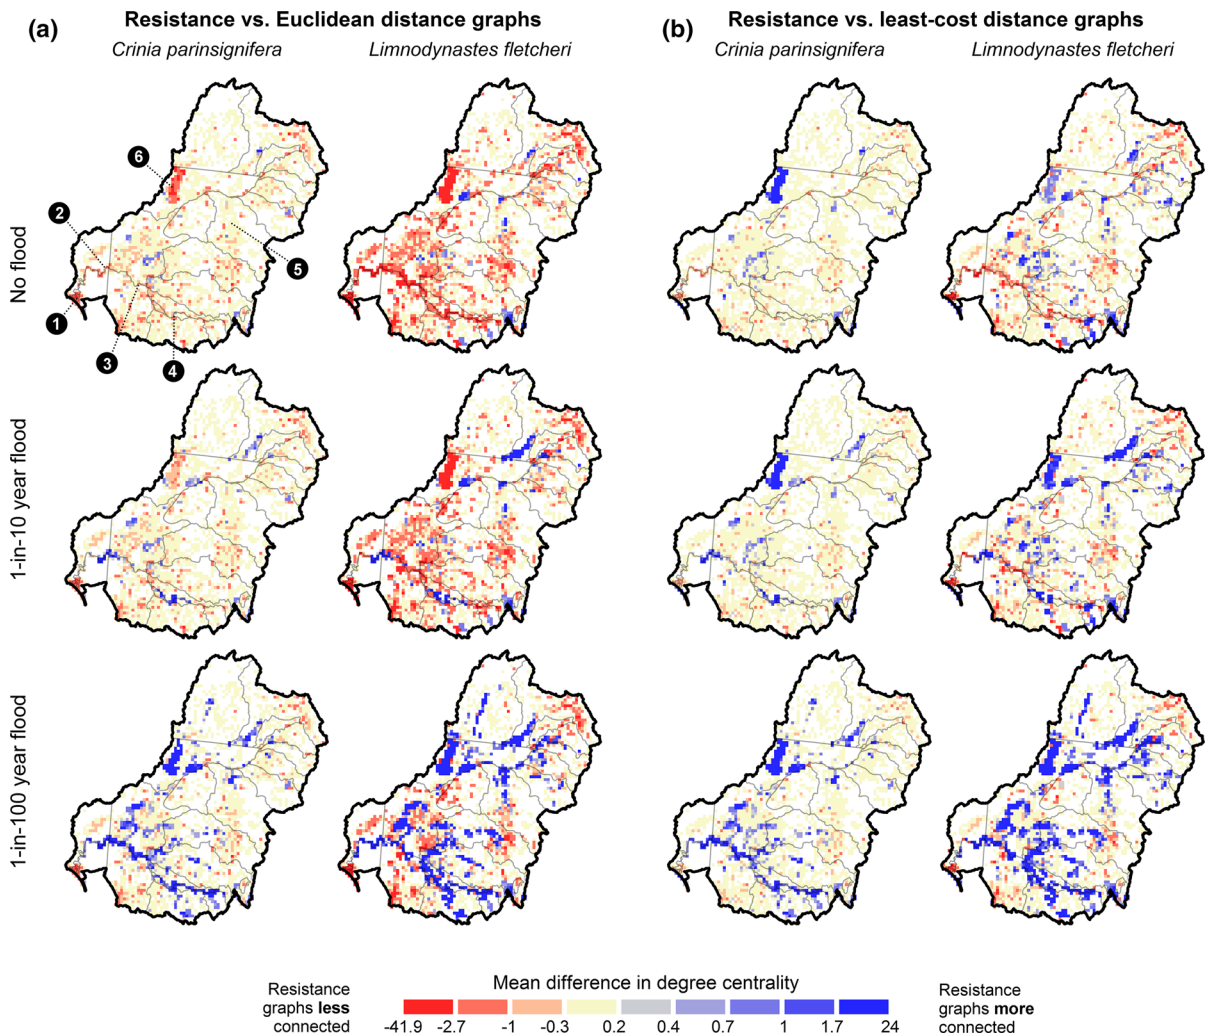 (a)
Resistance vs. Euclidean distance graphs
Crinia parinsignifera
Limnodynastes fletcheri
(b)
Resistance vs. least-cost distance graphs
Crinia parinsignifera
Limnodynastes fletcheri
No flood
1
2
3
4
5
6
1-in-10 year flood
1-in-100 year flood
Mean difference in degree centrality
Resistance
graphs less
connected
-41.9 -2.7 -1 -0.3 0.2 0.4 0.7 1 1.7 24
Resistance
graphs more
connected